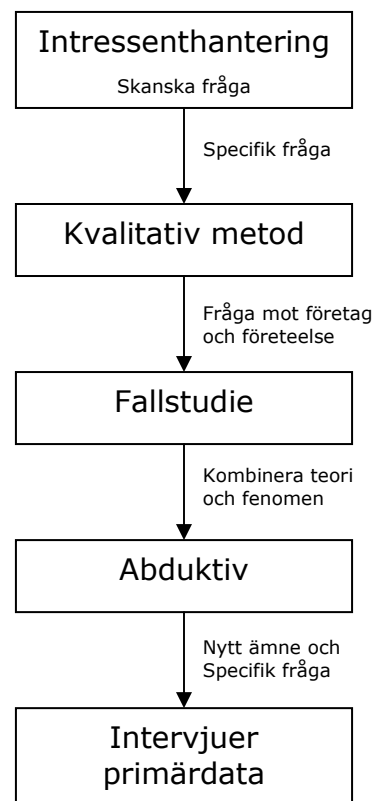 Intressenthantering
Skanska fråga
Specifik fråga
Kvalitativ metod
Fråga mot företag
och företeelse
Fallstudie
Kombinera teori
och fenomen
Abduktiv
Nytt ämne och
Specifik fråga
Intervjuer
primärdata